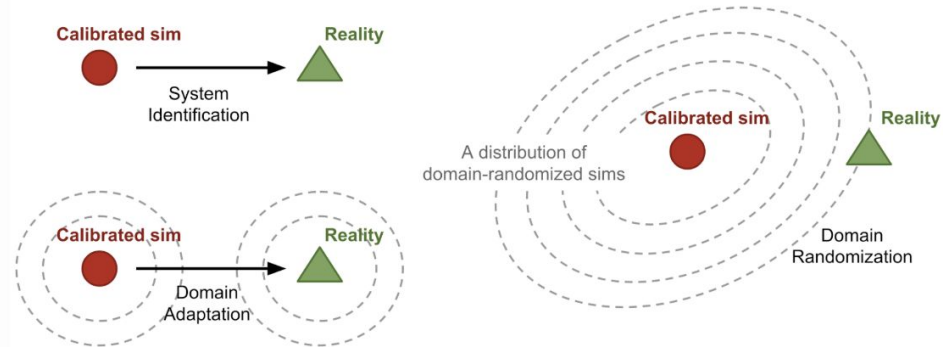 Calibrated sim
Reality
System
Identification
Calibrated sim
Reality
Domain
Adaptation
Calibrated sim
Reality
A distribution of
domain-randomized sims
Domain
Randomization